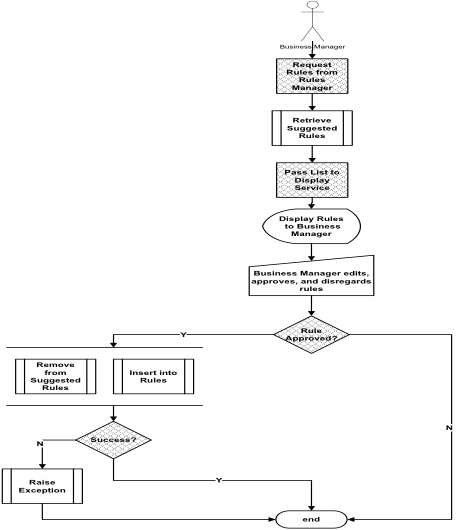 Business Manager
Request
Rules from
Rules
Manager
Retrieve
Suggested
Rules
Pass List to
Display
Service
Display Rules
to Business
Manager
Business Manager edits,
approves, and disregards
rules
Rule
Approved?
Y
N
Remove
from
Suggested
Rules
Insert into
Rules
Success?
N
Y
Raise
Exception
end